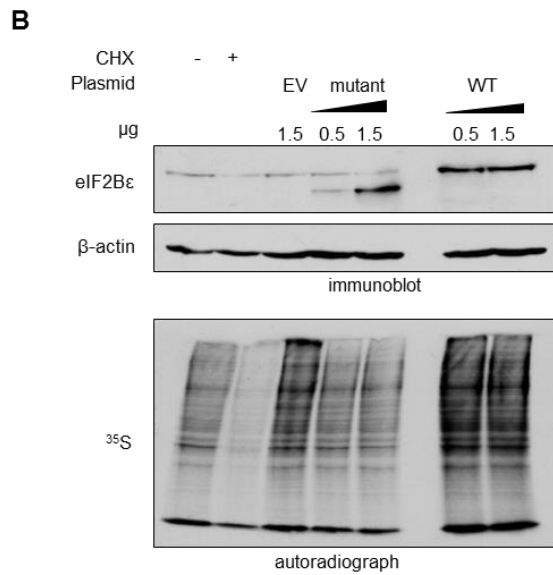 B
CHX - +
Plasmid EV mutant WT
µg 1.5 0.5 1.5 0.5 1.5
eIF2Bε
β-actin
immunoblot
³⁵S
autoradiograph